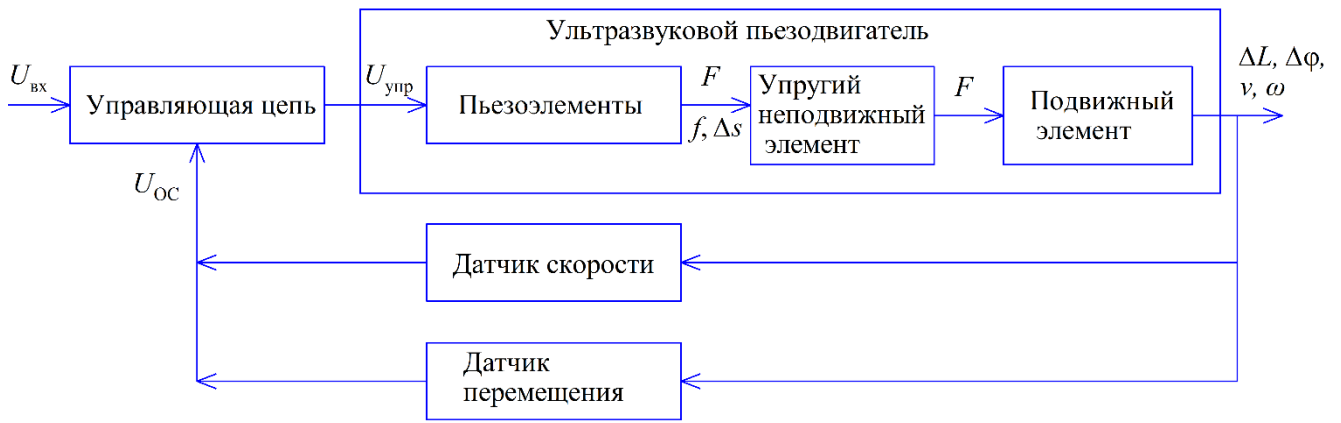 Ультразвуковой пьезодвигатель
Uвх
Управляющая цепь
Uупр
Пьезоэлементы
F
f, Δs
Упругий
неподвижный
элемент
F
Подвижный
элемент
ΔL, Δφ,
v, ω
UОС
Датчик скорости
Датчик
перемещения